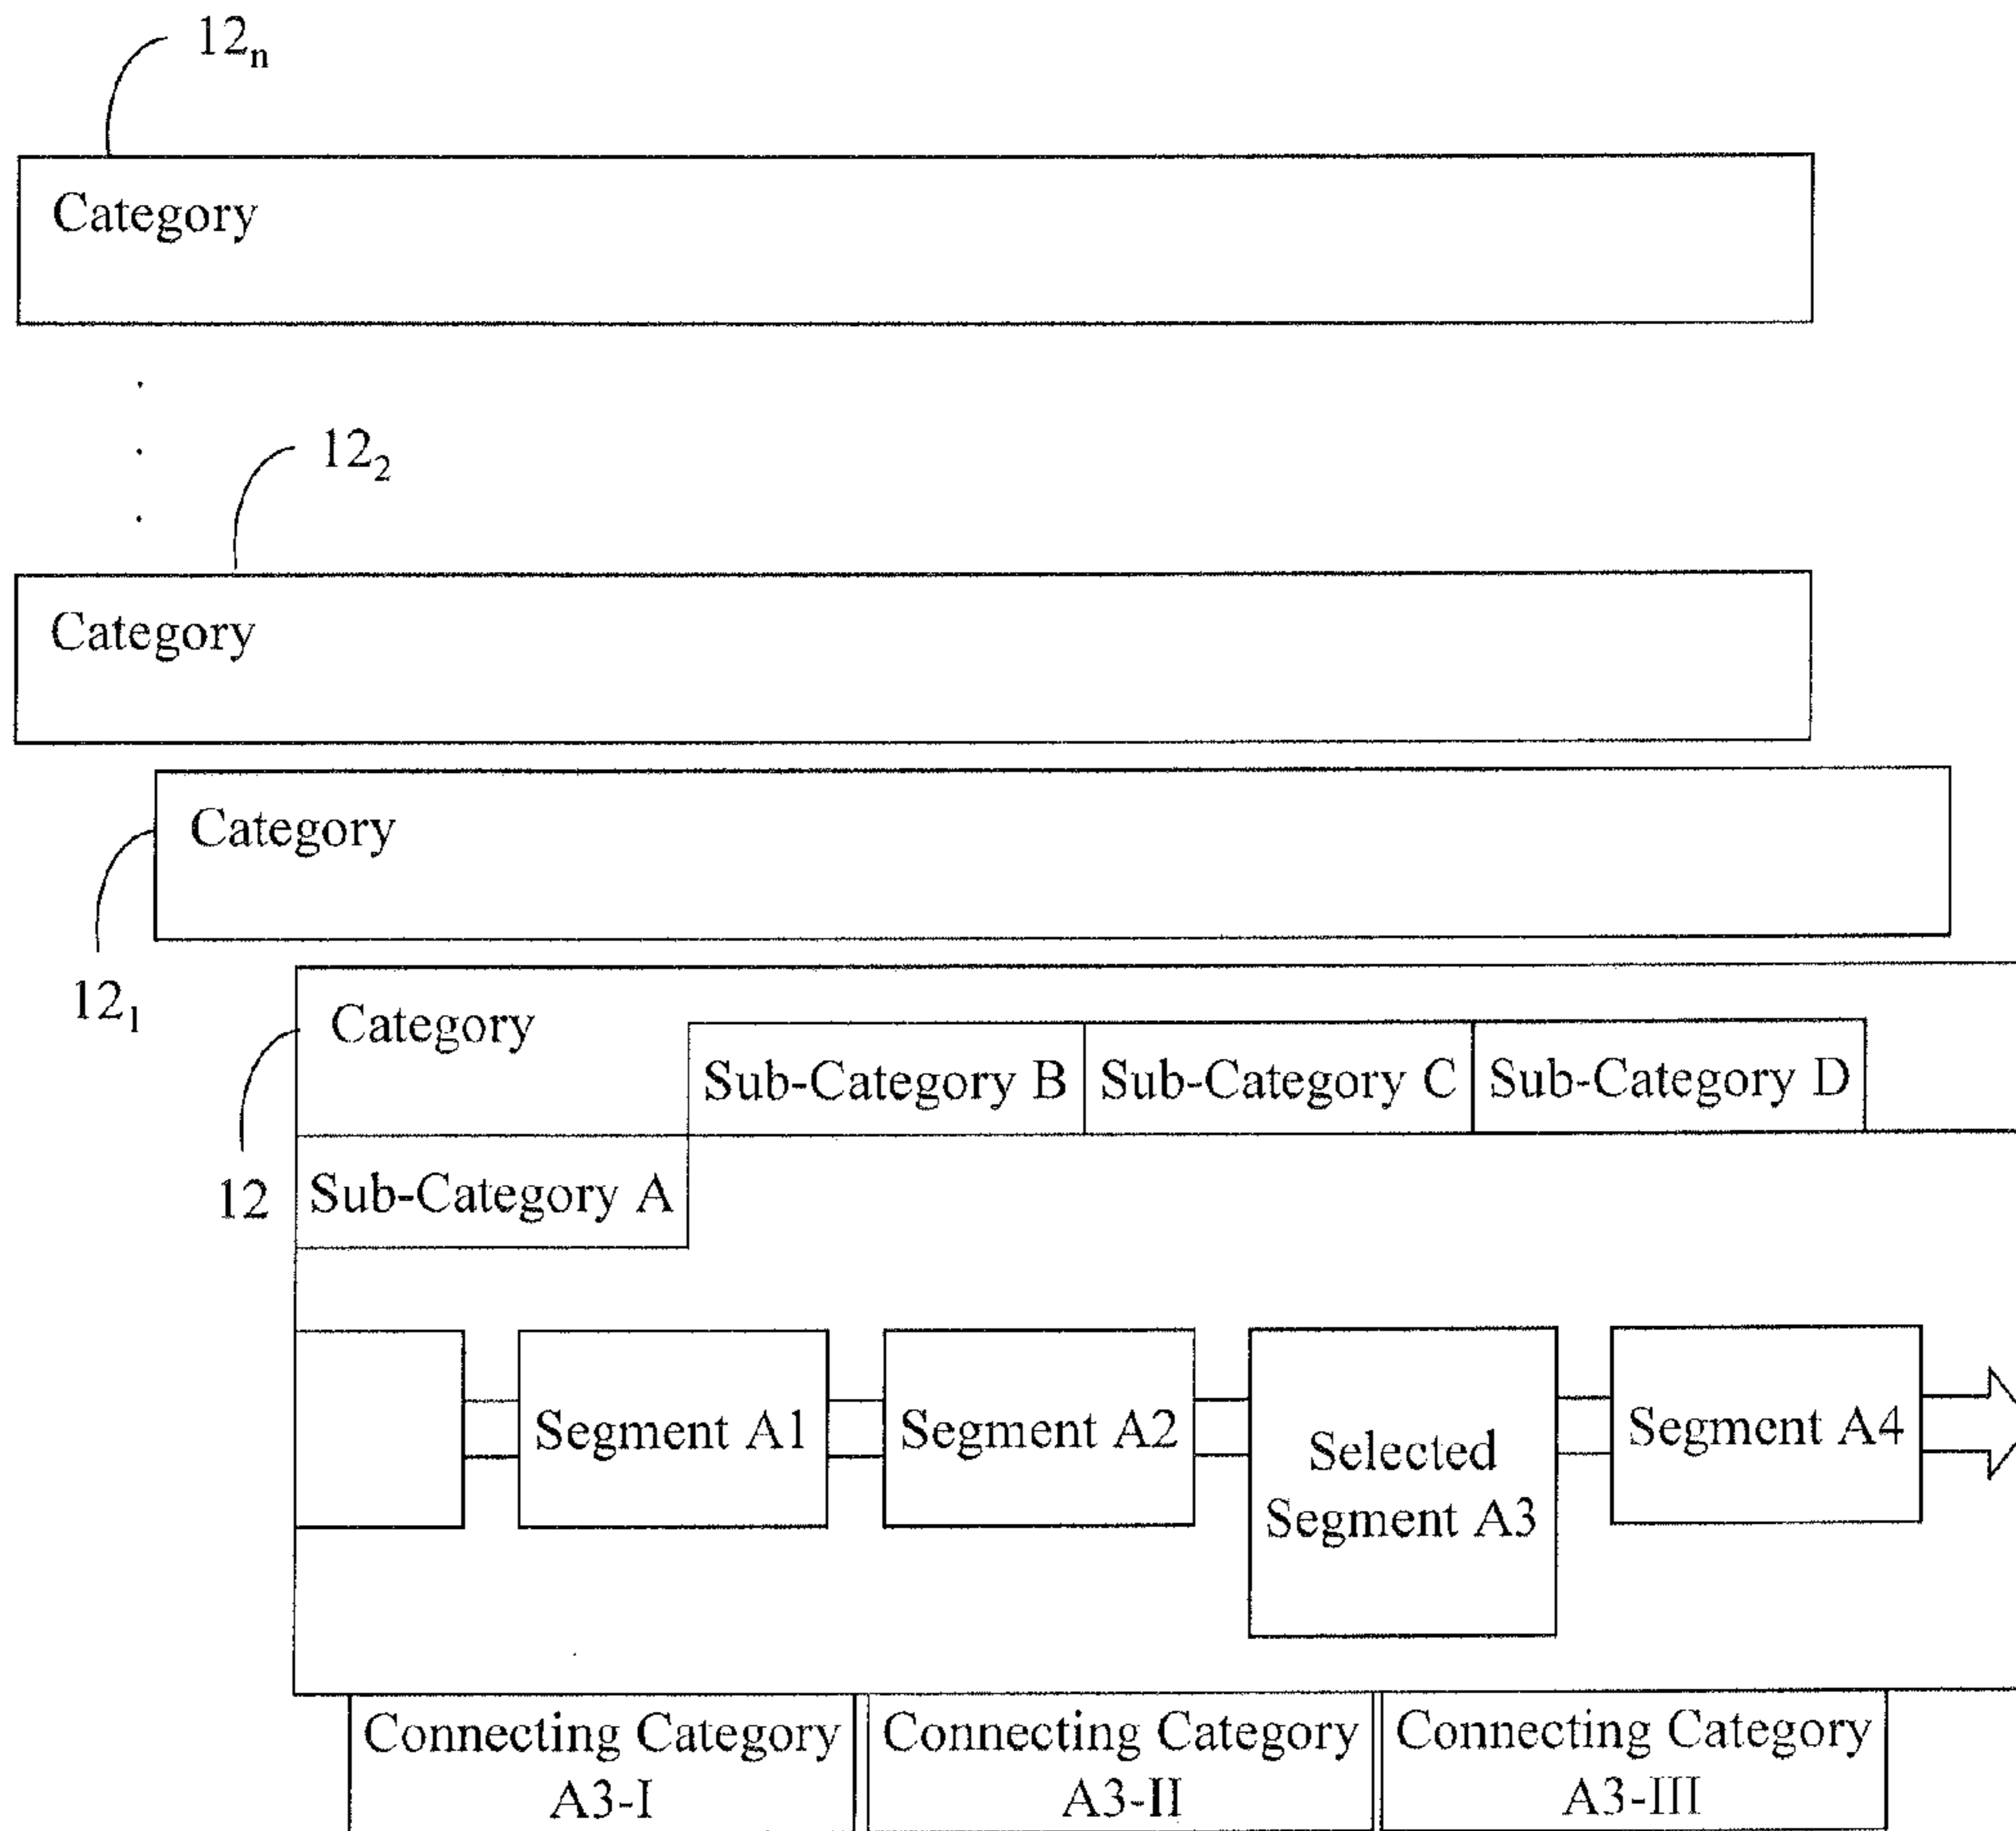 12n
Category
122
Category
Category
121
Category
Sub-Category B
Sub-Category C
Sub-Category D
12
Sub-Category A
Segment A1
Segment A2
Selected
Segment A3
Segment A4
Connecting Category
A3-I
Connecting Category
A3-II
Connecting Category
A3-III